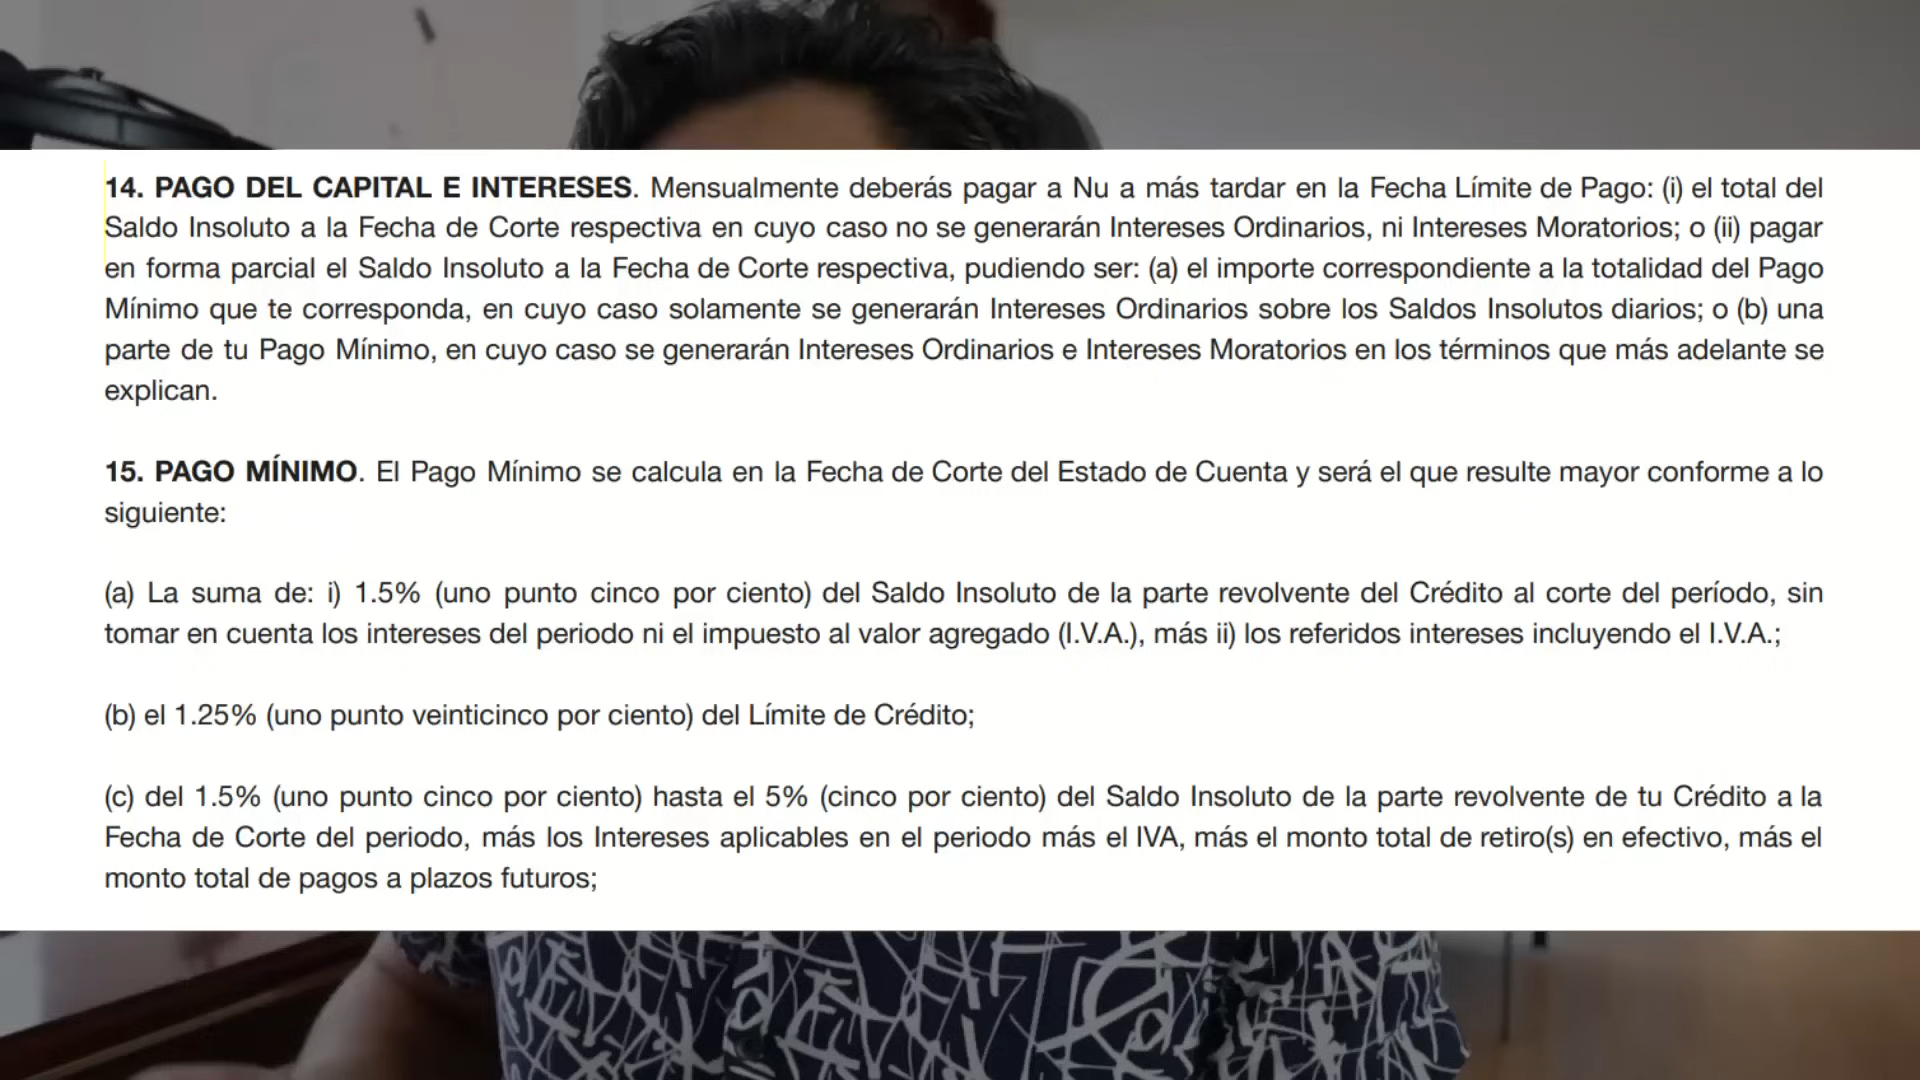 14. PAGO DEL CAPITAL E INTERESES. Mensualmente deberás pagar a Nu a más tardar en la Fecha Límite de Pago: (i) el total del
Saldo Insoluto a la Fecha de Corte respectiva en cuyo caso no se generarán Intereses Ordinarios, ni Intereses Moratorios; o (ii) pagar
en forma parcial el Saldo Insoluto a la Fecha de Corte respectiva, pudiendo ser: (a) el importe correspondiente a la totalidad del Pago
Mínimo que te corresponda, en cuyo caso solamente se generarán Intereses Ordinarios sobre los Saldos Insolutos diarios; o (b) una
parte de tu Pago Mínimo, en cuyo caso se generarán Intereses Ordinarios e Intereses Moratorios en los términos que más adelante se
explican.
15. PAGO MÍNIMO. El Pago Mínimo se calcula en la Fecha de Corte del Estado de Cuenta y será el que resulte mayor conforme a lo
siguiente:
(a) La suma de: i) 1.5% (uno punto cinco por ciento) del Saldo Insoluto de la parte revolvente del Crédito al corte del período, sin
tomar en cuenta los intereses del periodo ni el impuesto al valor agregado (I.V.A.), más ii) los referidos intereses incluyendo el I.V.A.;
(b) el 1.25% (uno punto veinticinco por ciento) del Límite de Crédito;
(c) del 1.5% (uno punto cinco por ciento) hasta el 5% (cinco por ciento) del Saldo Insoluto de la parte revolvente de tu Crédito a la
Fecha de Corte del periodo, más los Intereses aplicables en el periodo más el IVA, más el monto total de retiro(s) en efectivo, más el
monto total de pagos a plazos futuros;